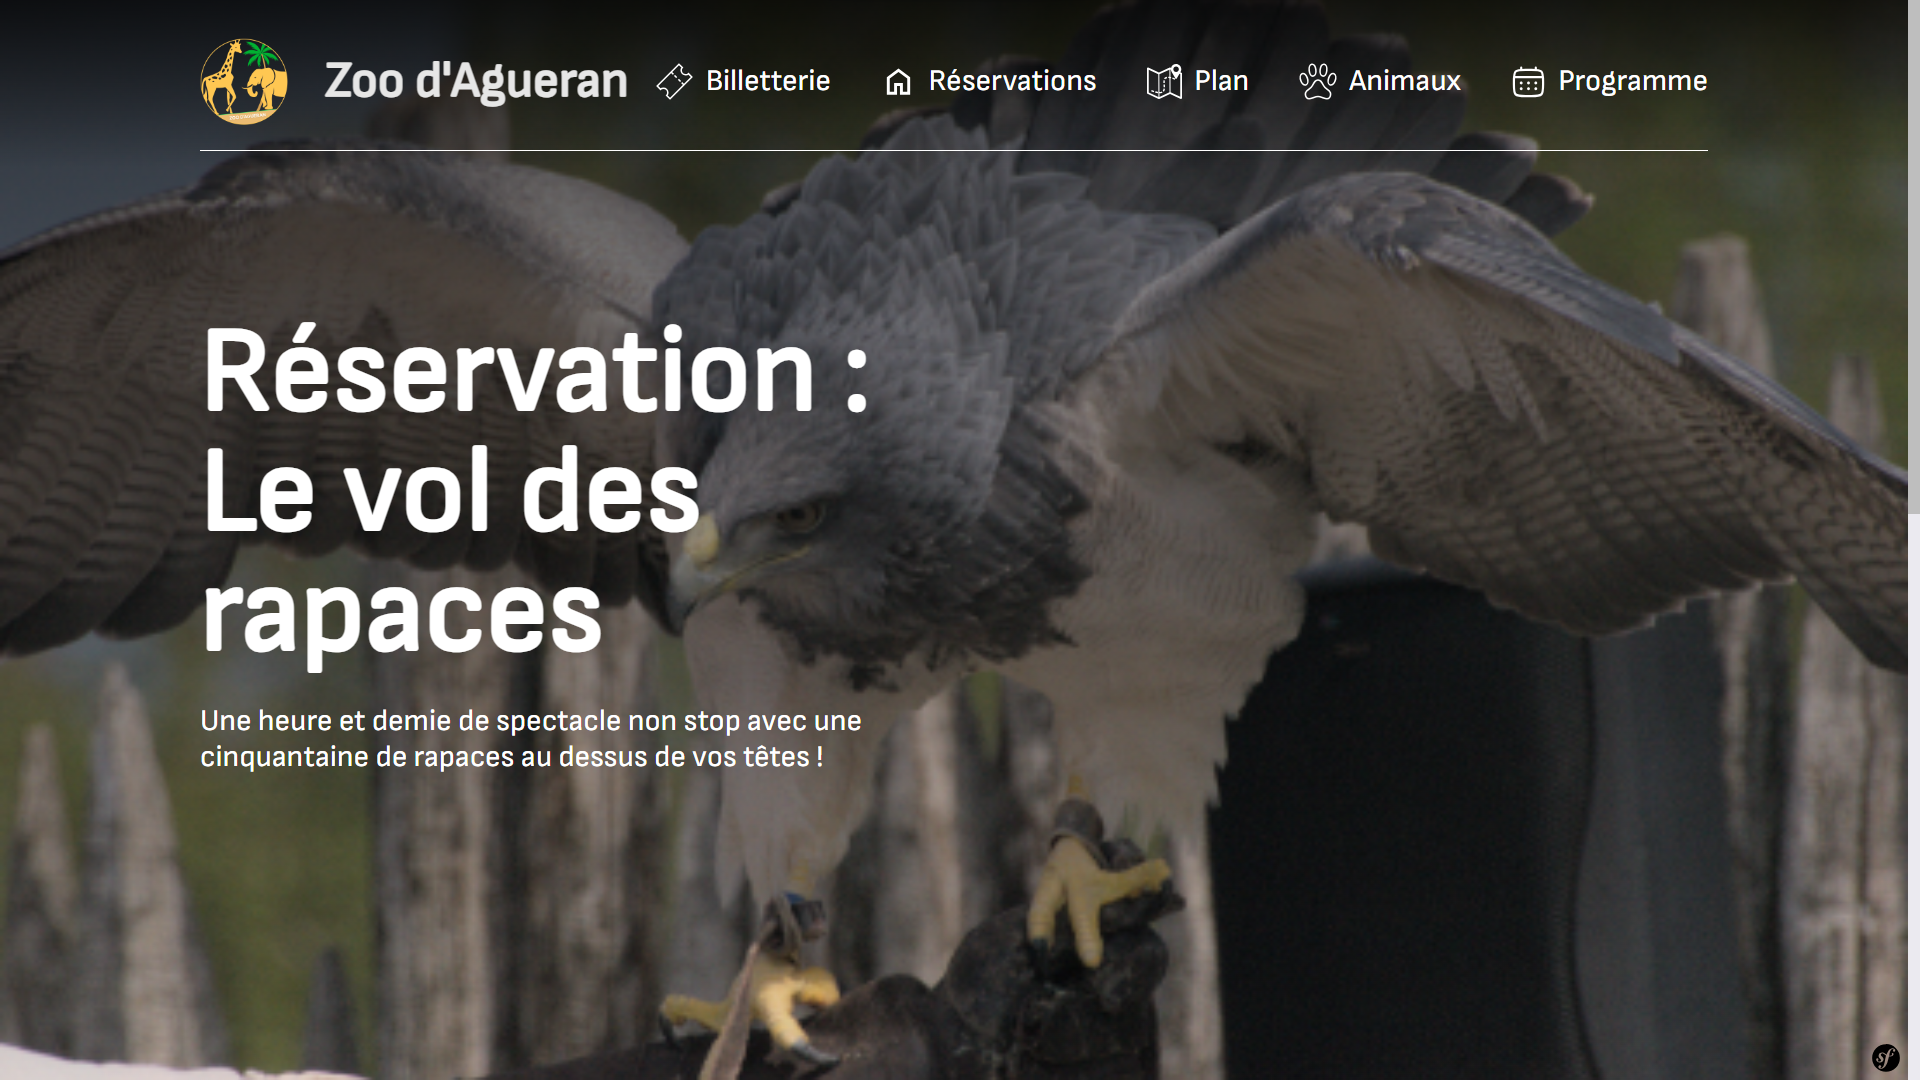 Zoo d'Agueran
Billetterie
Réservations
Plan
Animaux
Programme
Réservation :
Le vol des
rapaces
Une heure et demie de spectacle non stop avec une
cinquantaine de rapaces au dessus de vos têtes !
sf